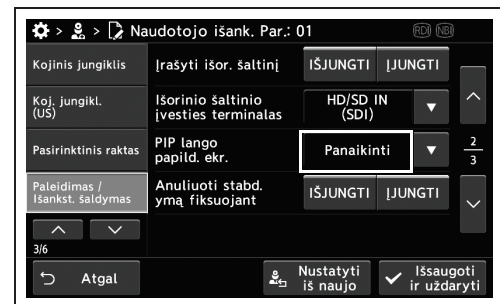 > > Naudotojo išank. Par.: 01 RDI NBI
Kojinis jungiklis
Įrašyti išor. šaltinį IŠJUNGTI ĮJUNGTI
Koj. jungikl.
(US)
Išorinio šaltinio
įvesties terminalas
HD/SD IN
(SDI)
Pasirinktinis raktas
PIP lango
papild. ekr.
Panaikinti
2
3
Paleidimas /
Išankst. šaldymas
Anuliuoti stabd.
ymą fiksuojant
IŠJUNGTI ĮJUNGTI
3/6
Atgal
Nustatyti
iš naujo
Išsaugoti
ir uždaryti